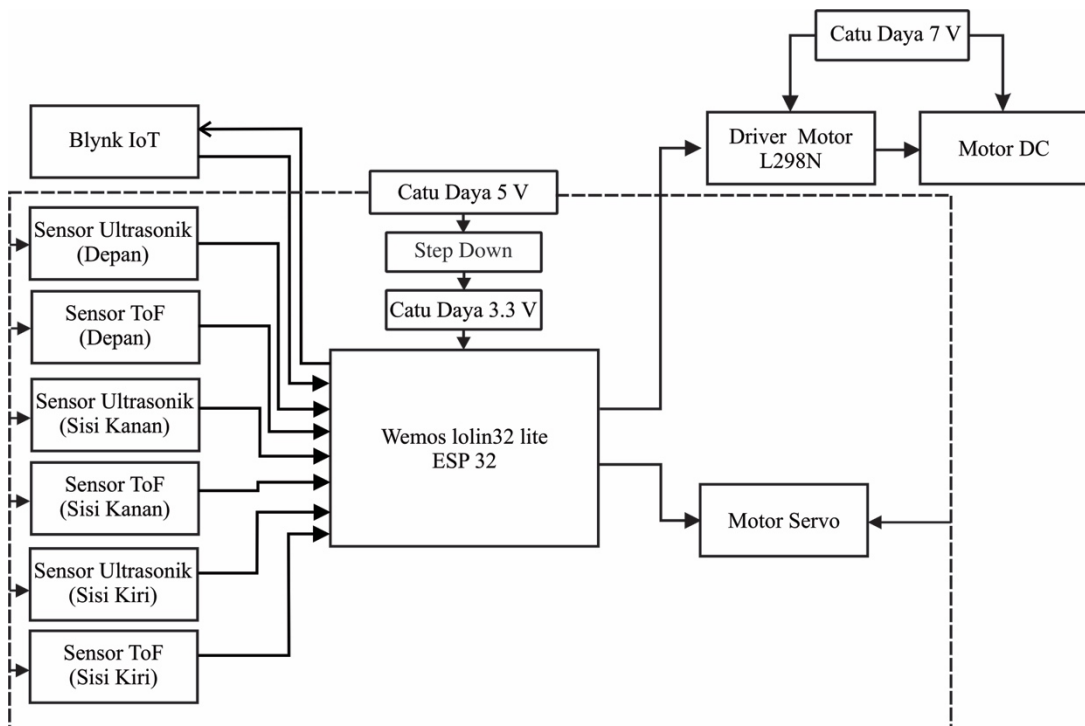 Catu Daya 7 V
Blynk IoT
Driver Motor
L298N
Motor DC
Catu Daya 5 V
Sensor Ultrasonik
(Depan)
Step Down
Sensor ToF
(Depan)
Catu Daya 3.3 V
Sensor Ultrasonik
(Sisi Kanan)
Wemos lolin32 lite
ESP 32
Sensor ToF
(Sisi Kanan)
Motor Servo
Sensor Ultrasonik
(Sisi Kiri)
Sensor ToF
(Sisi Kiri)